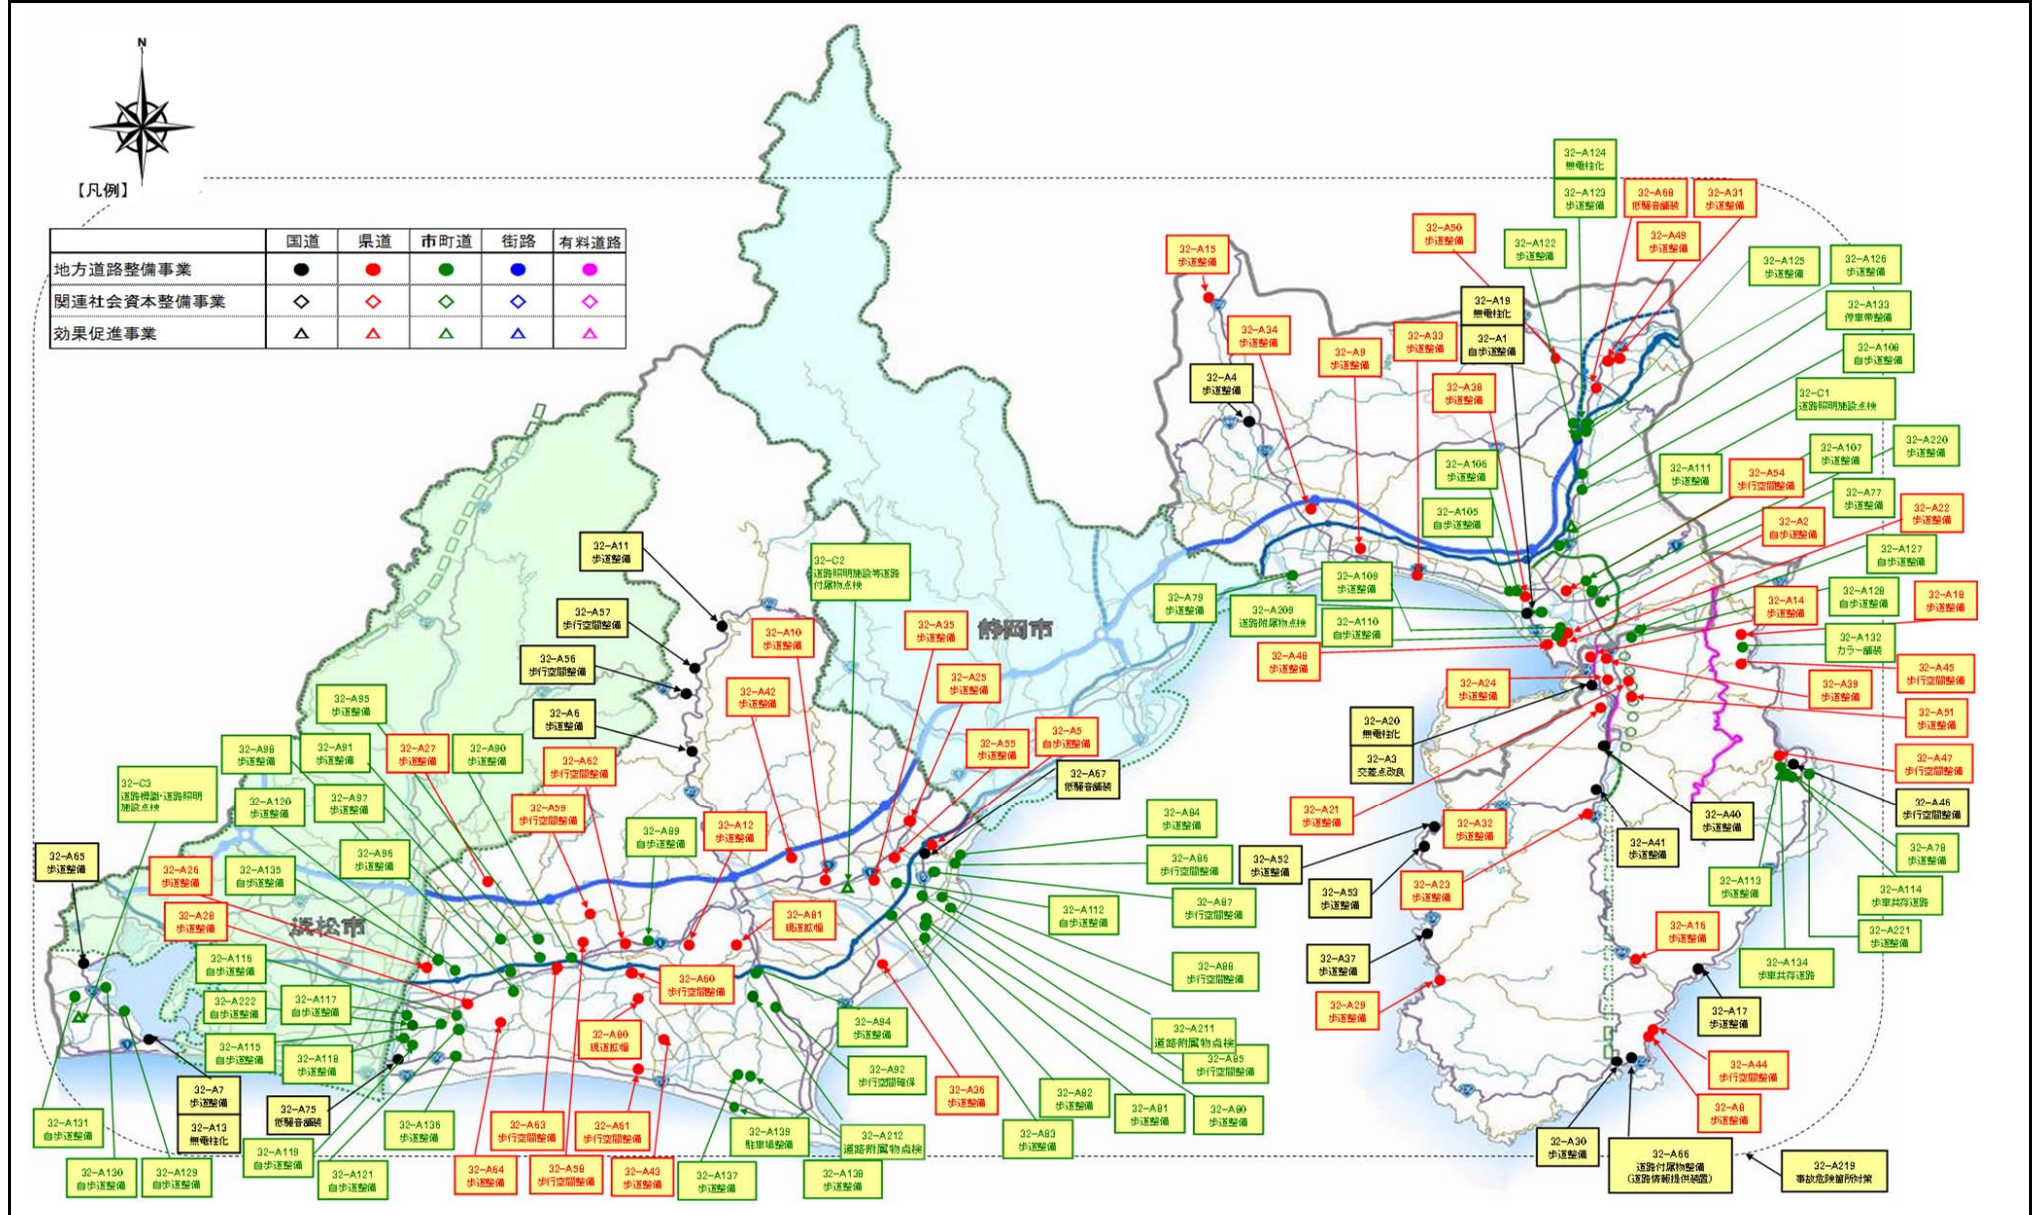 N
【凡例】
国道 県道 市町道 街路 有料道路
地方道路整備事業
関連社会資本整備事業
効果促進事業
静岡市
浜松市
32-A124
無電柱化
32-A123
歩道整備
32-A68
低騒音舗装
32-A31
歩道整備
32-A50
歩道整備
32-A122
歩道整備
32-A49
歩道整備
32-A15
歩道整備
32-A125
歩道整備
32-A126
歩道整備
32-A19
無電柱化
32-A1
自歩道整備
32-A133
停車帯整備
32-A34
歩道整備
32-A9
歩道整備
32-A33
歩道整備
32-A108
自歩道整備
32-A4
歩道整備
32-A38
歩道整備
32-C1
道路照明施設点検
32-A106
歩道整備
32-A111
歩道整備
32-A54
歩行空間整備
32-A107
歩道整備
32-A220
歩道整備
32-A105
自歩道整備
32-A77
歩道整備
32-A22
歩道整備
32-A2
自歩道整備
32-A127
自歩道整備
32-A11
歩道整備
32-C2
道路照明施設等道路
付属物点検
32-A79
歩道整備
32-A109
歩道整備
32-A209
道路附属物点検
32-A110
自歩道整備
32-A14
歩道整備
32-A128
自歩道整備
32-A18
歩道整備
32-A132
カラー舗装
32-A57
歩行空間整備
32-A10
歩道整備
32-A35
歩道整備
32-A56
歩行空間整備
32-A48
歩道整備
32-A45
歩行空間整備
32-A42
歩道整備
32-A25
歩道整備
32-A24
歩道整備
32-A39
歩道整備
32-A51
歩道整備
32-A6
歩道整備
32-A95
歩道整備
32-A20
無電柱化
32-A3
交差点改良
32-A55
歩道整備
32-A5
自歩道整備
32-A67
低騒音舗装
32-A47
歩行空間整備
32-A98
歩道整備
32-A91
歩道整備
32-A27
歩道整備
32-A90
歩道整備
32-A62
歩行空間整備
32-C3
道路標識・道路照明
施設点検
32-A120
歩道整備
32-A97
歩道整備
32-A59
歩行空間整備
32-A89
自歩道整備
32-A12
歩道整備
32-A84
歩道整備
32-A21
歩道整備
32-A32
歩道整備
32-A40
歩道整備
32-A46
歩行空間整備
32-A65
歩道整備
32-A26
歩道整備
32-A135
自歩道整備
32-A96
歩道整備
32-A86
歩行空間整備
32-A52
歩道整備
32-A41
歩道整備
32-A78
歩道整備
32-A53
歩道整備
32-A23
歩道整備
32-A113
歩道整備
32-A114
歩車共存道路
32-A28
歩道整備
32-A81
現道拡幅
32-A112
自歩道整備
32-A87
歩行空間整備
32-A16
歩道整備
32-A221
歩道整備
32-A116
自歩道整備
32-A37
歩道整備
32-A134
歩車共存道路
32-A60
歩行空間整備
32-A88
歩行空間整備
32-A222
自歩道整備
32-A117
自歩道整備
32-A29
歩道整備
32-A17
歩道整備
32-A115
自歩道整備
32-A118
歩道整備
32-A80
現道拡幅
32-A94
自歩道整備
32-A211
道路附属物点検
32-A85
歩行空間整備
32-A7
歩道整備
32-A13
無電柱化
32-A75
低騒音舗装
32-A92
歩行空間確保
32-A36
歩道整備
32-A82
歩道整備
32-A81
歩道整備
32-A80
歩道整備
32-A44
歩行空間整備
32-A8
歩道整備
32-A131
自歩道整備
32-A136
歩道整備
32-A63
歩行空間整備
32-A61
歩行空間整備
32-A139
駐車場整備
32-A212
道路附属物点検
32-A83
歩道整備
32-A30
歩道整備
32-A66
道路付属物整備
(道路情報提供装置)
32-A219
事故危険箇所対策
32-A130
自歩道整備
32-A129
自歩道整備
32-A119
自歩道整備
32-A121
自歩道整備
32-A64
歩道整備
32-A58
歩行空間整備
32-A43
歩道整備
32-A137
歩道整備
32-A138
歩道整備